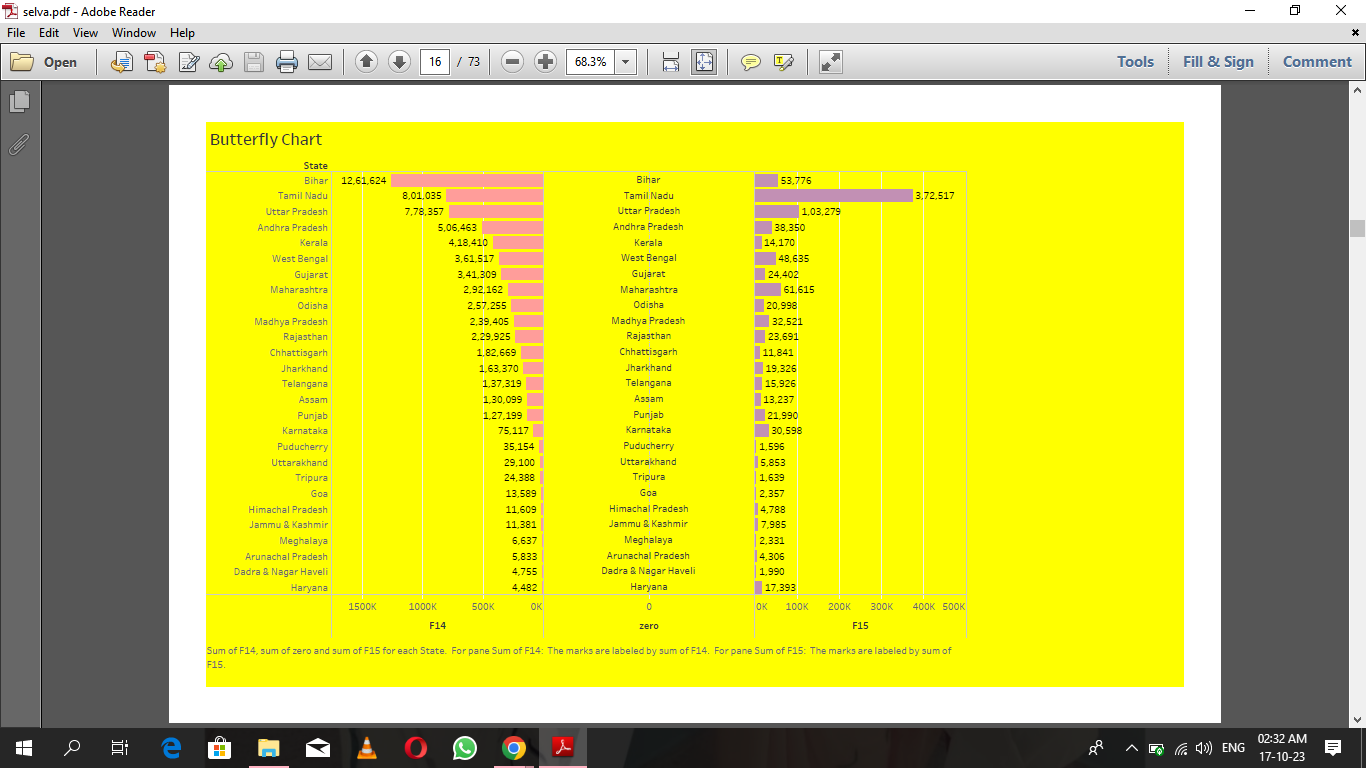 selva.pdf - Adobe Reader
File Edit View Window Help
Open 16 / 73 68.3% Tools Fill & Sign Comment
Butterfly Chart
State
Bihar 12,61,624 Bihar 53,776
Tamil Nadu 8,01,035 Tamil Nadu 3,72,517
Uttar Pradesh 7,78,357 Uttar Pradesh 1,03,279
Andhra Pradesh 5,06,463 Andhra Pradesh 38,350
Kerala 4,18,410 Kerala 14,170
West Bengal 3,61,517 West Bengal 48,635
Gujarat 3,41,309 Gujarat 24,402
Maharashtra 2,92,162 Maharashtra 61,615
Odisha 2,57,255 Odisha 20,998
Madhya Pradesh 2,39,405 Madhya Pradesh 32,521
Rajasthan 2,29,925 Rajasthan 23,691
Chhattisgarh 1,82,669 Chhattisgarh 11,841
Jharkhand 1,63,370 Jharkhand 19,326
Telangana 1,37,319 Telangana 15,926
Assam 1,30,099 Assam 13,237
Punjab 1,27,199 Punjab 21,990
Karnataka 75,117 Karnataka 30,598
Puducherry 35,154 Puducherry 1,596
Uttarakhand 29,100 Uttarakhand 5,853
Tripura 24,388 Tripura 1,639
Goa 13,589 Goa 2,357
Himachal Pradesh 11,609 Himachal Pradesh 4,788
Jammu & Kashmir 11,381 Jammu & Kashmir 7,985
Meghalaya 6,637 Meghalaya 2,331
Arunachal Pradesh 5,833 Arunachal Pradesh 4,306
Dadra & Nagar Haveli 4,755 Dadra & Nagar Haveli 1,990
Haryana 4,482 Haryana 17,393
1500K 1000K 500K 0K 0 0K 100K 200K 300K 400K 500K
F14 zero F15
Sum of F14, sum of zero and sum of F15 for each State. For pane Sum of F14: The marks are labeled by sum of F14. For pane Sum of F15: The marks are labeled by sum of
F15.
ENG 02:32 AM
17-10-23